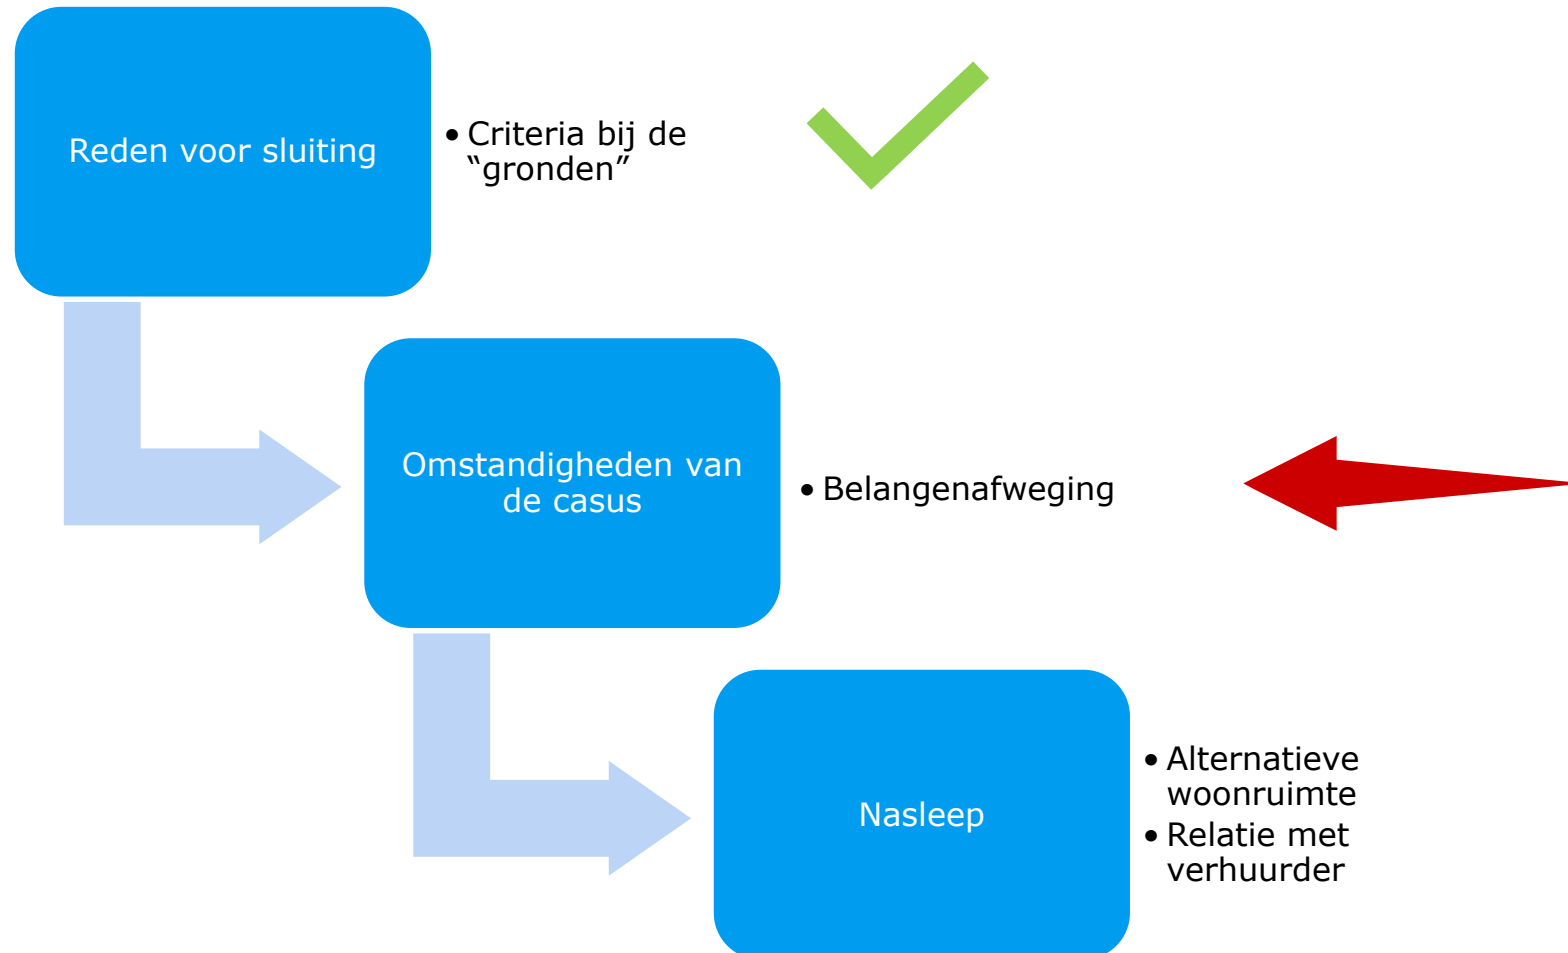 Reden voor sluiting
• Criteria bij de
“gronden”
Omstandigheden van
de casus
• Belangenafweging
Nasleep
• Alternatieve
woonruimte
• Relatie met
verhuurder